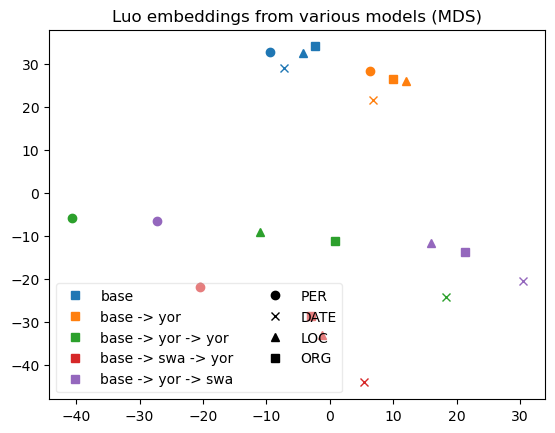 Luo embeddings from various models (MDS)
30
20
10
0
−10
−20
−30
−40
base
base -> yor
base -> yor -> yor
base -> swa -> yor
base -> yor -> swa
PER
DATE
LOC
ORG
−40 −30 −20 −10 0 10 20 30